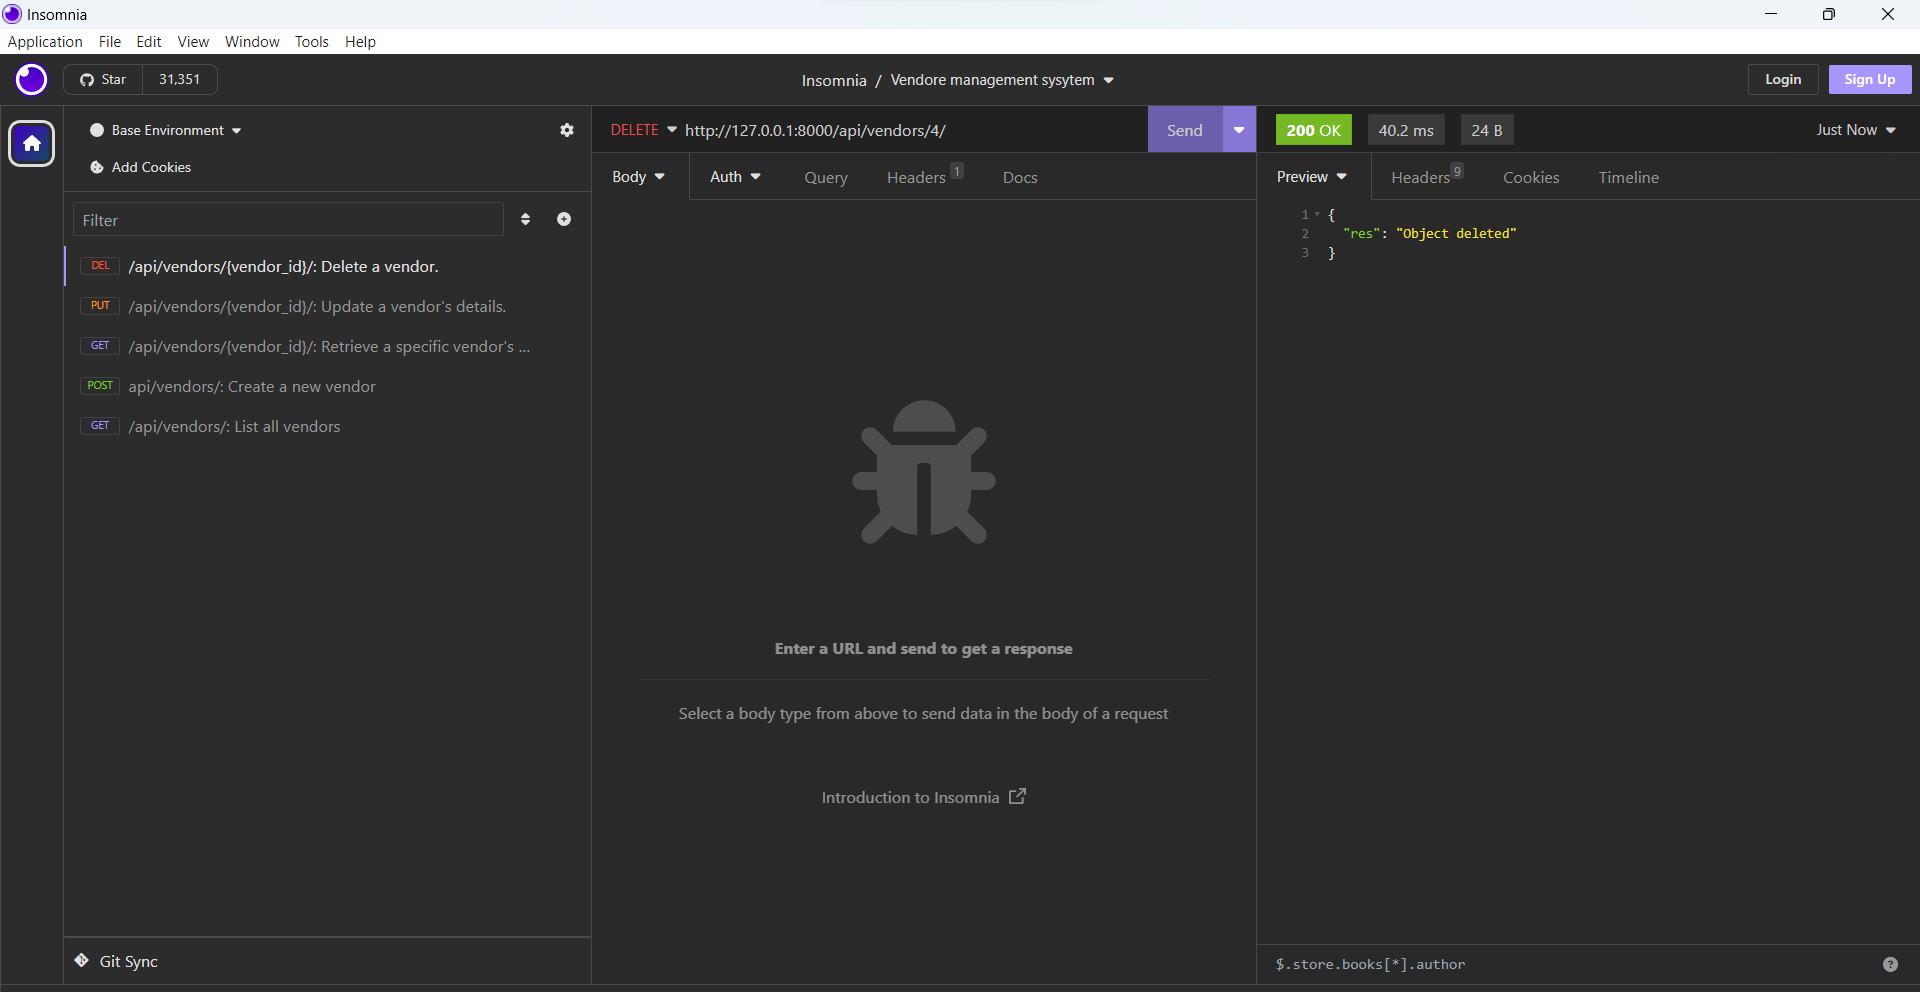 Insomnia
Application File Edit View Window Tools Help
Star 31,351
Insomnia / Vendore management sysytem
Login Sign Up
Base Environment
Add Cookies
Filter
DEL /api/vendors/{vendor_id}/: Delete a vendor.
PUT /api/vendors/{vendor_id}/: Update a vendor's details.
GET /api/vendors/{vendor_id}/: Retrieve a specific vendor's ...
POST api/vendors/: Create a new vendor
GET /api/vendors/: List all vendors
Git Sync
DELETE http://127.0.0.1:8000/api/vendors/4/ Send
Body Auth Query Headers 1 Docs
Enter a URL and send to get a response
Select a body type from above to send data in the body of a request
Introduction to Insomnia
200 OK 40.2 ms 24 B Just Now
Preview Headers 9 Cookies Timeline
1 {
2 "res": "Object deleted"
3 }
$.store.books[*].author ?